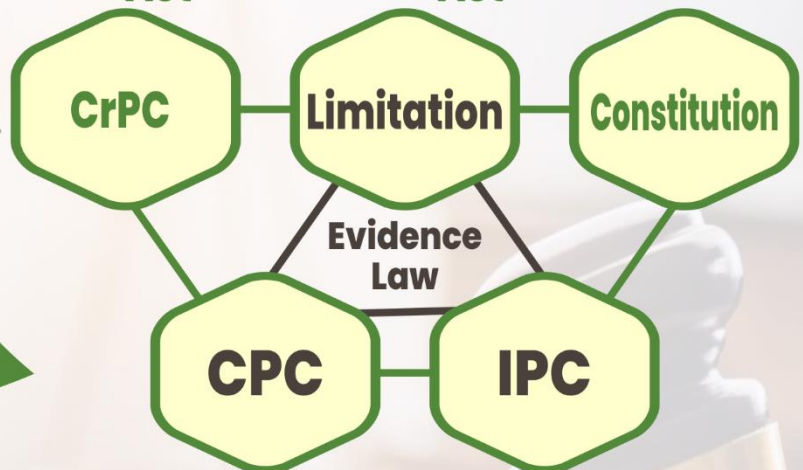 CrPC
Limitation
Constitution
Evidence
Law
CPC
IPC